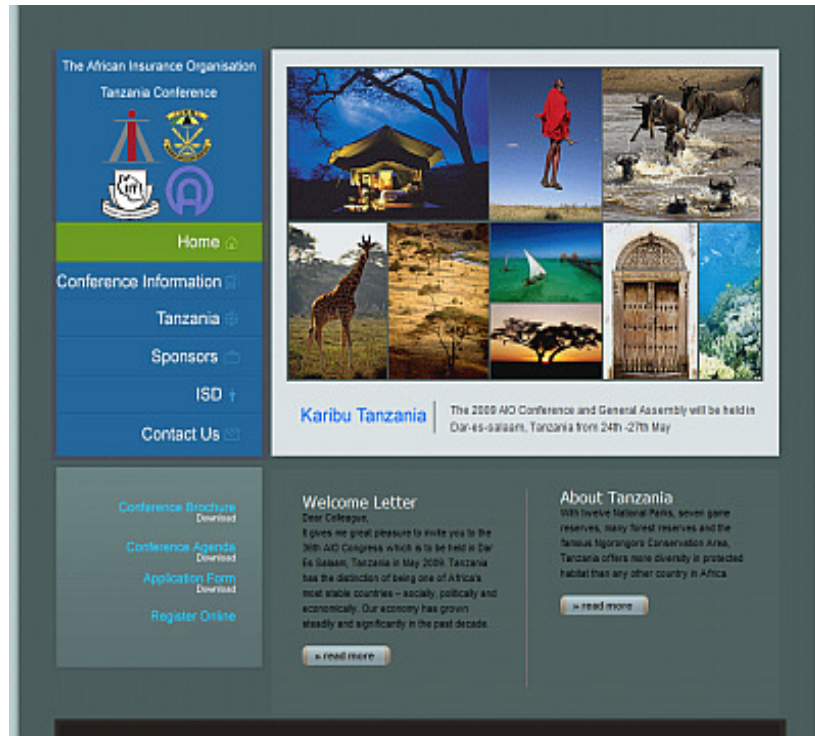 The African Insurance Organisation
Tanzania Conference
Home
Conference Information
Tanzania
Sponsors
ISD
Contact Us
Karibu Tanzania
The 2009 AIO Conference and General Assembly will be held in
Dar-es-salaam, Tanzania from 24th -27th May
Conference Brochure
Download
Conference Agenda
Download
Application Form
Download
Register Online
Welcome Letter
Dear Colleague,
It gives me great pleasure to invite you to the
36th AIO Congress which is to be held in Dar
Es Salaam, Tanzania in May 2009. Tanzania
has the distinction of being one of Africa's
most stable countries – socially, politically and
economically. Our economy has grown
steadily and significantly in the past decade.
» read more
About Tanzania
With twelve National Parks, seven game
reserves, many forest reserves and the
famous Ngorongoro Conservation Area,
Tanzania offers more diversity in protected
habitat than any other country in Africa
» read more